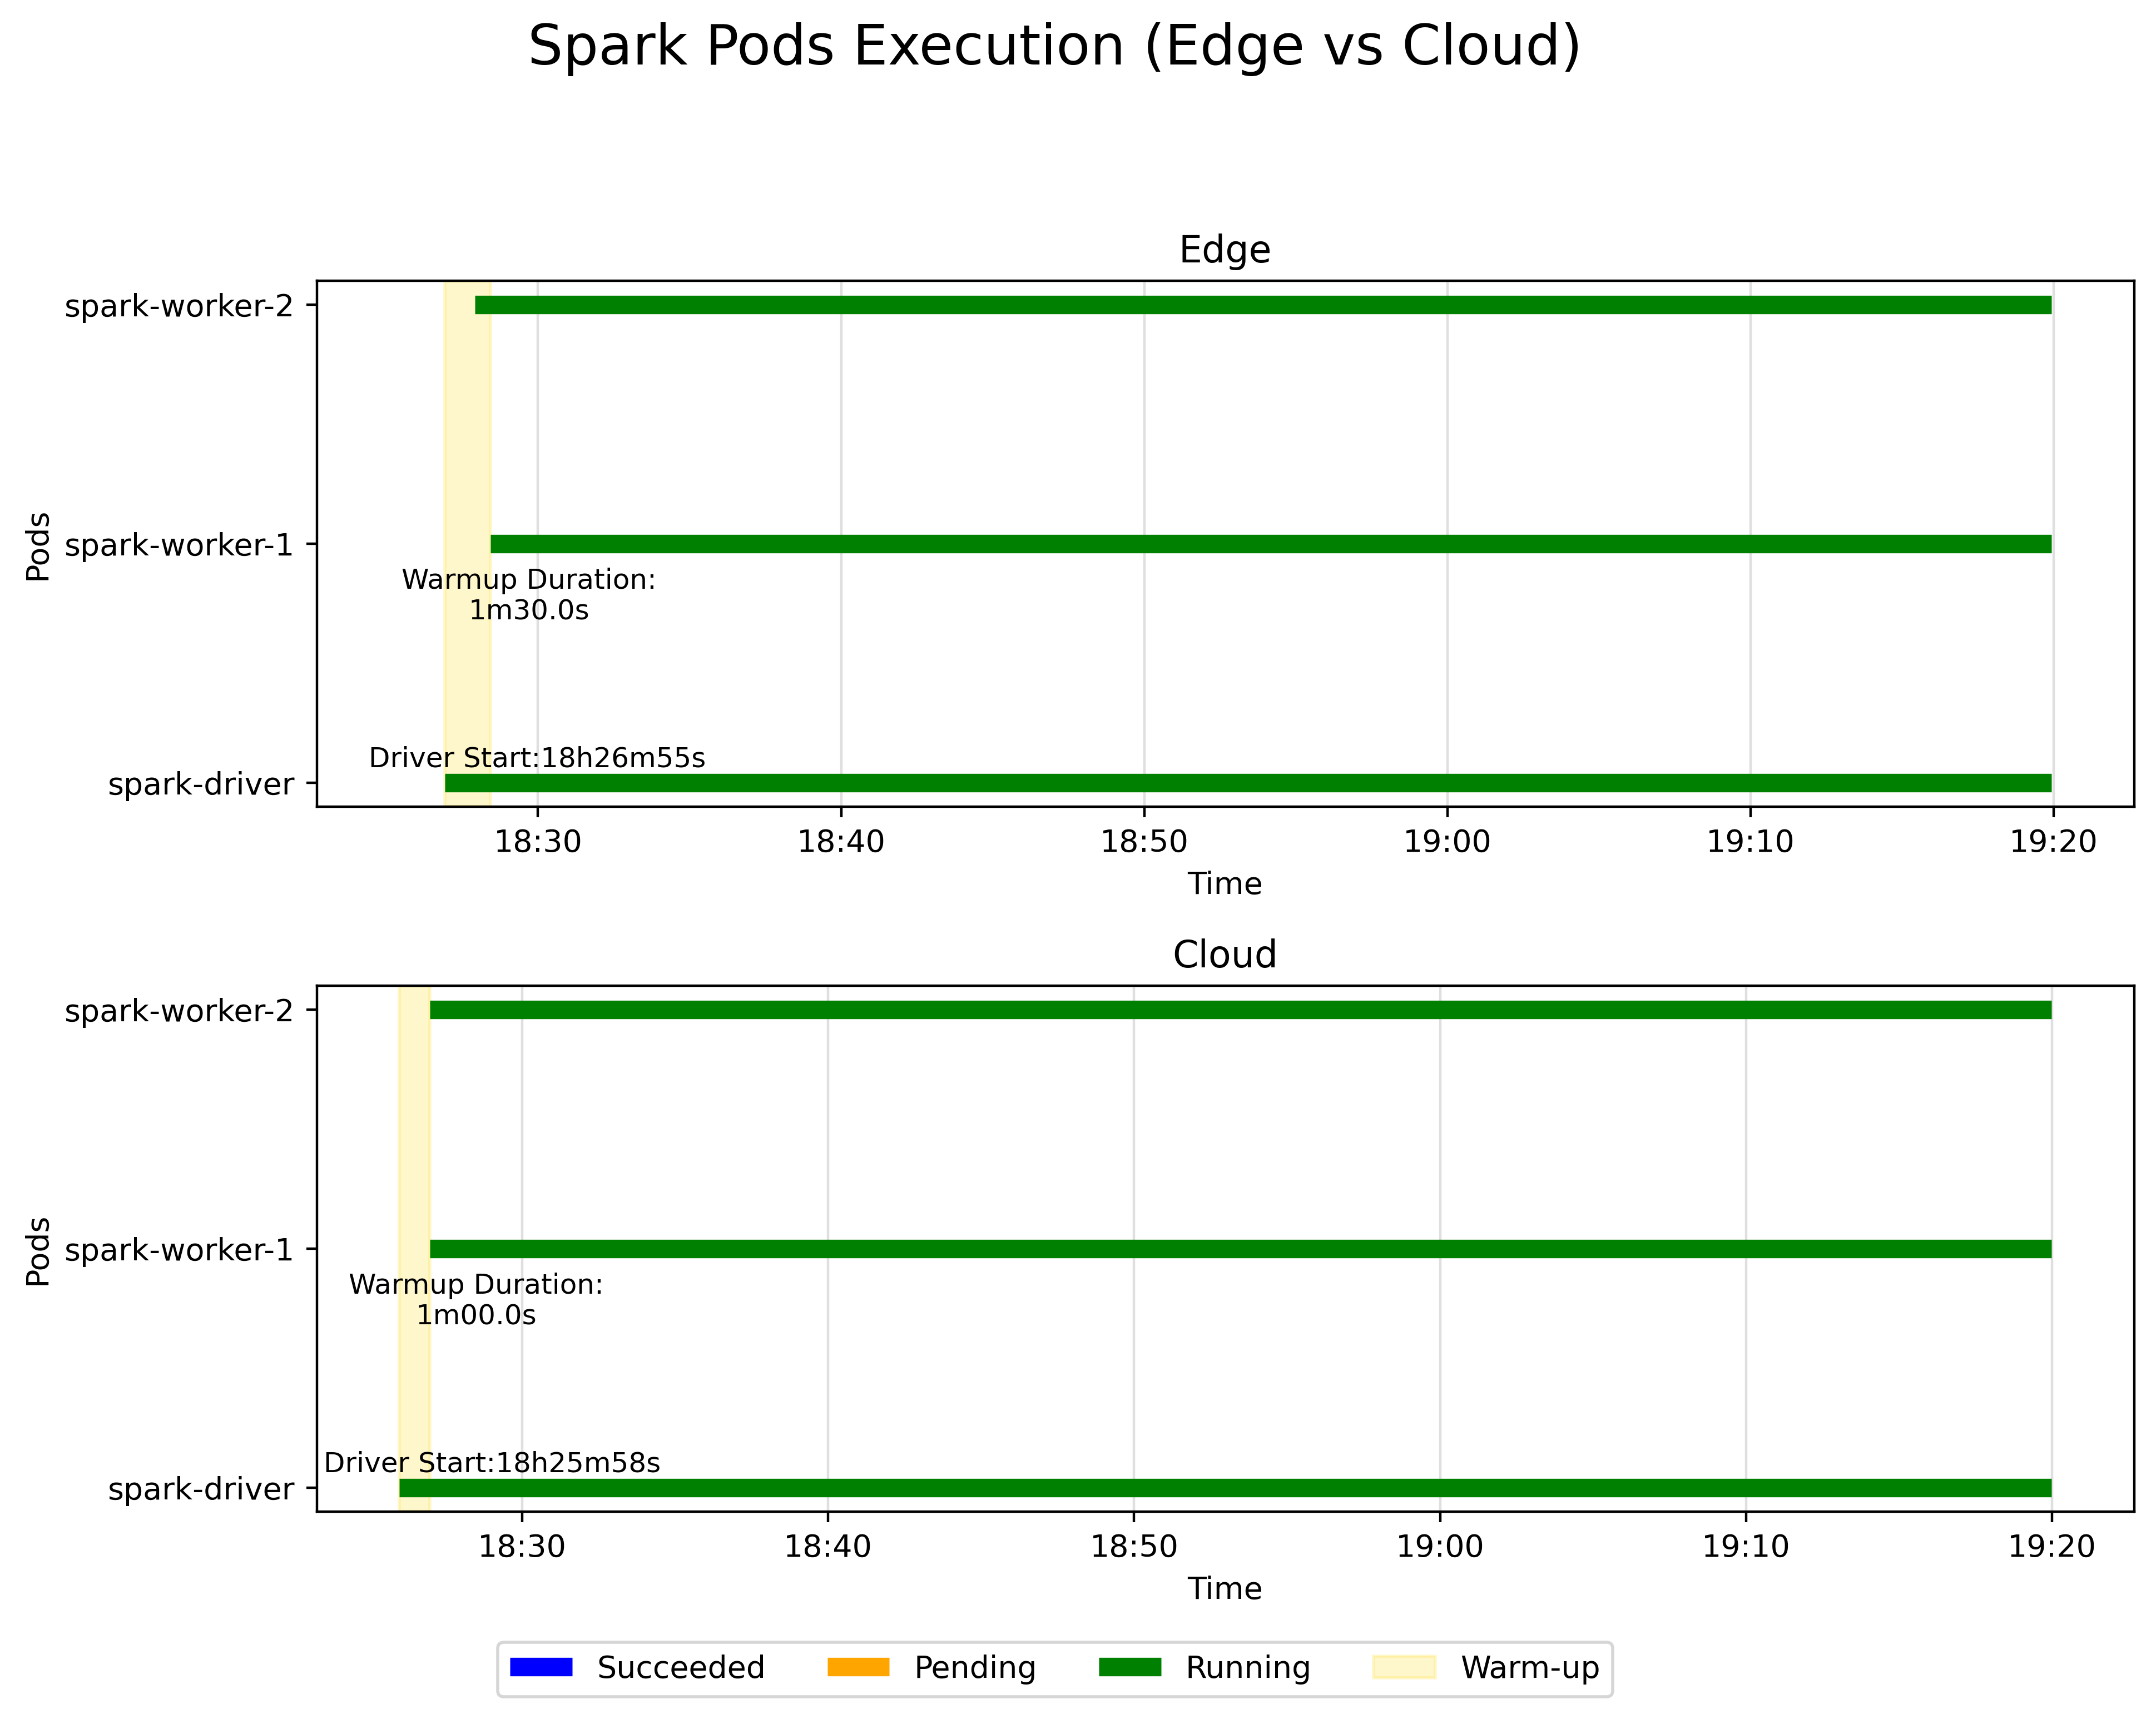 Spark Pods Execution (Edge vs Cloud)
Edge
Pods
spark-worker-2
spark-worker-1
Warmup Duration:
1m30.0s
Driver Start:18h26m55s
spark-driver
18:30 18:40 18:50 19:00 19:10 19:20
Time
Cloud
Pods
spark-worker-2
spark-worker-1
Warmup Duration:
1m00.0s
Driver Start:18h25m58s
spark-driver
18:30 18:40 18:50 19:00 19:10 19:20
Time
Succeeded Pending Running Warm-up